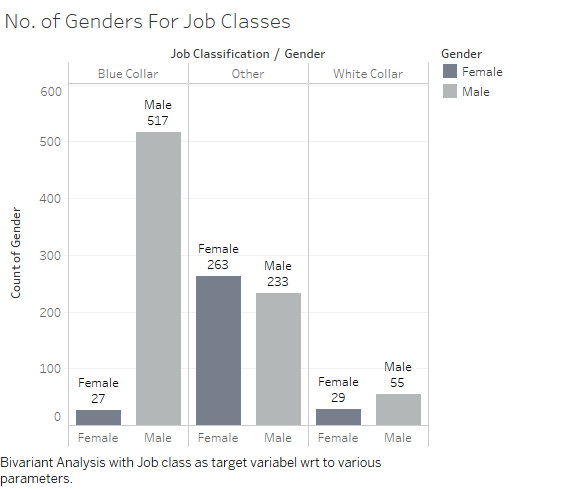 No. of Genders For Job Classes
Job Classification / Gender
Gender
Blue Collar
Other
White Collar
Female
Male
600
500
400
300
200
100
0
Count of Gender
Female
27
Male
517
Female
263
Male
233
Female
29
Male
55
Female
Male
Female
Male
Female
Male
Bivariant Analysis with Job class as target variabel wrt to various
parameters.